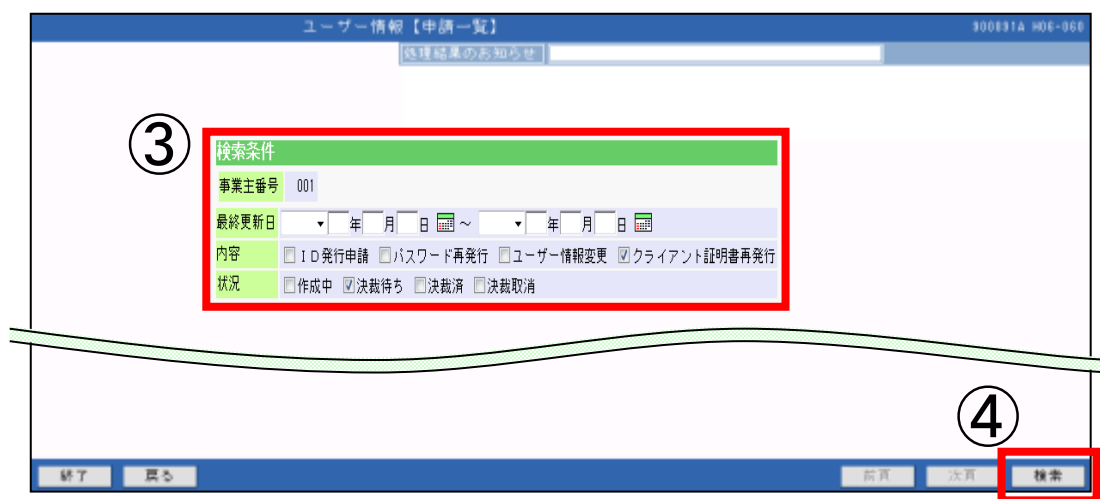 ユーザー情報【申請一覧】
処理結果のお知らせ
③
検索条件
事業主番号 001
最終更新日 年 月 日 ～ 年 月 日
内容 ID発行申請 パスワード再発行 ユーザー情報変更 クライアント証明書再発行
状況 作成中 決裁待ち 決裁済 決裁取消
④
終了 戻る 前頁 次頁 検索